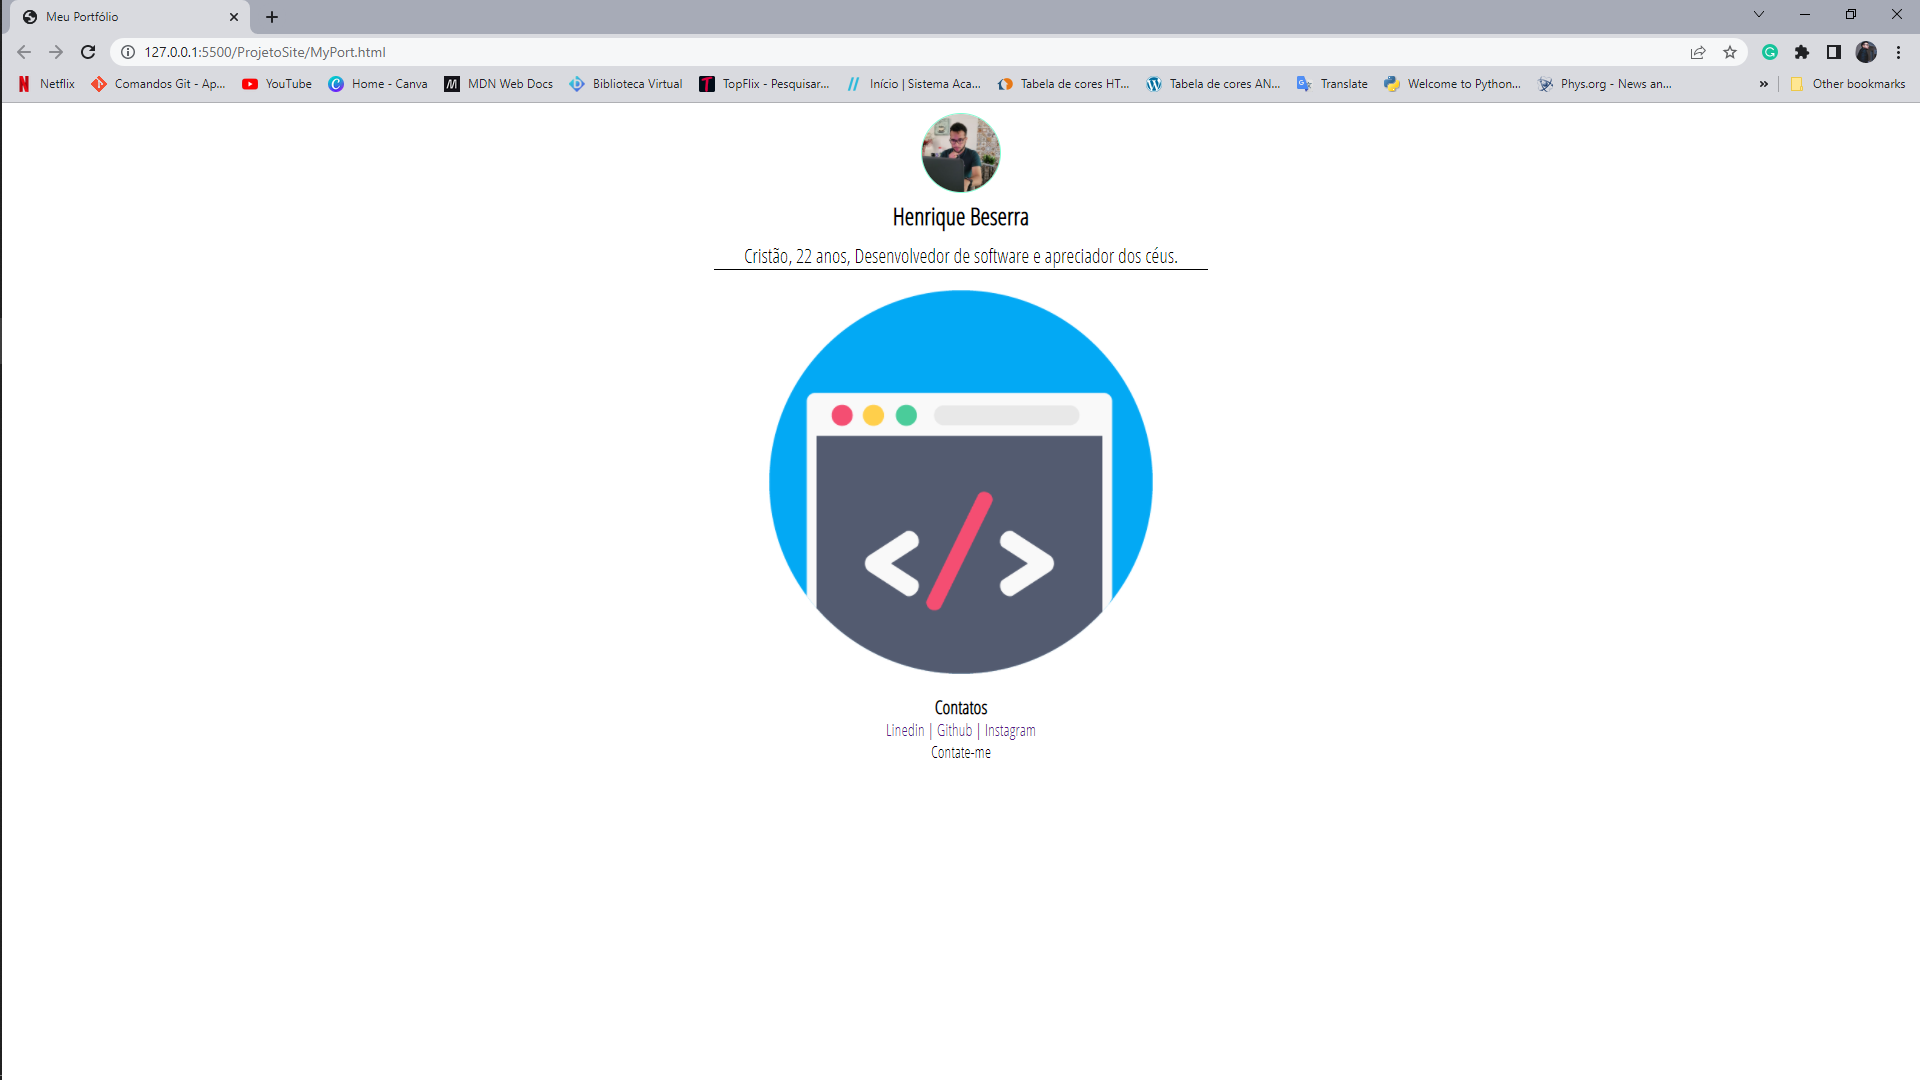 Meu Portfólio
127.0.0.1:5500/ProjetoSite/MyPort.html
Netflix Comandos Git - Ap... YouTube Home - Canva MDN Web Docs Biblioteca Virtual TopFlix - Pesquisar... Início | Sistema Aca... Tabela de cores HT... Tabela de cores AN... Translate Welcome to Python... Phys.org - News an... » Other bookmarks
Henrique Beserra
Cristão, 22 anos, Desenvolvedor de software e apreciador dos céus.
</>
Contatos
Linedin | Github | Instagram
Contate-me